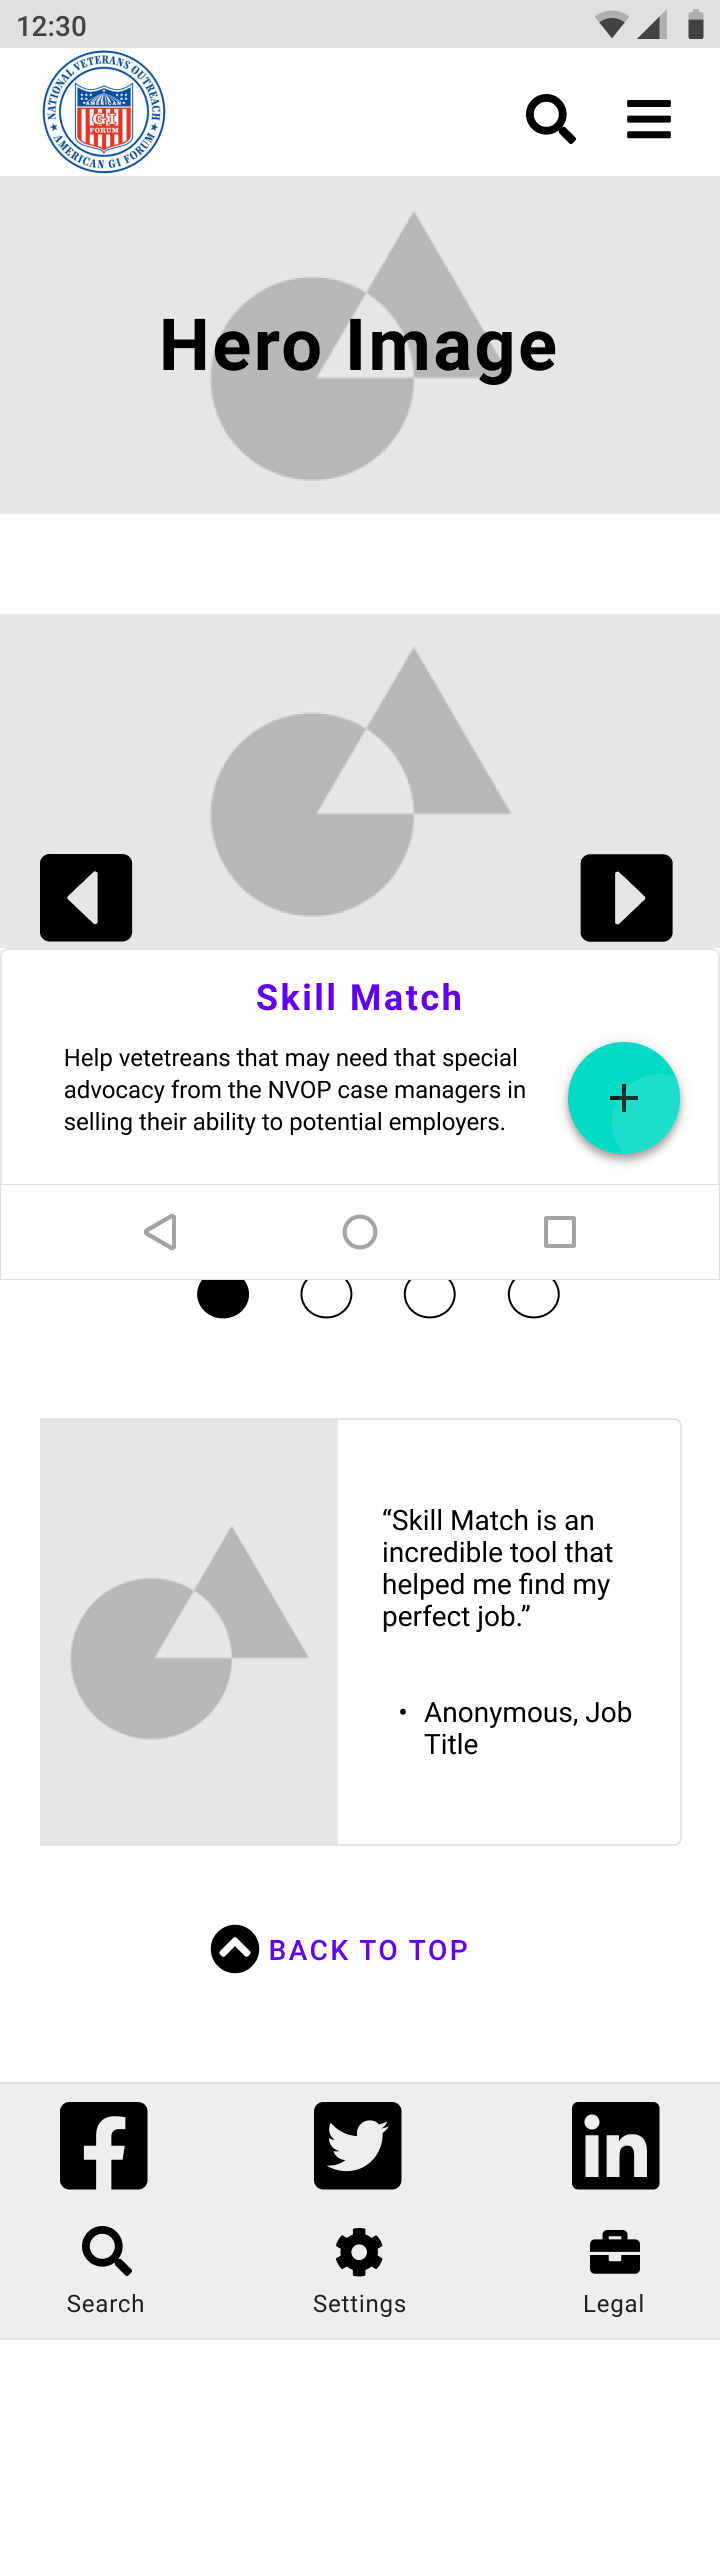 12:30
NATIONAL VETERANS OUTREACH
AMERICAN
GI
FORUM
AMERICAN GI FORUM
Hero Image
Skill Match
Help vetetreans that may need that special
advocacy from the NVOP case managers in
selling their ability to potential employers.
“Skill Match is an
incredible tool that
helped me find my
perfect job.”
• Anonymous, Job
Title
BACK TO TOP
Search
Settings
Legal